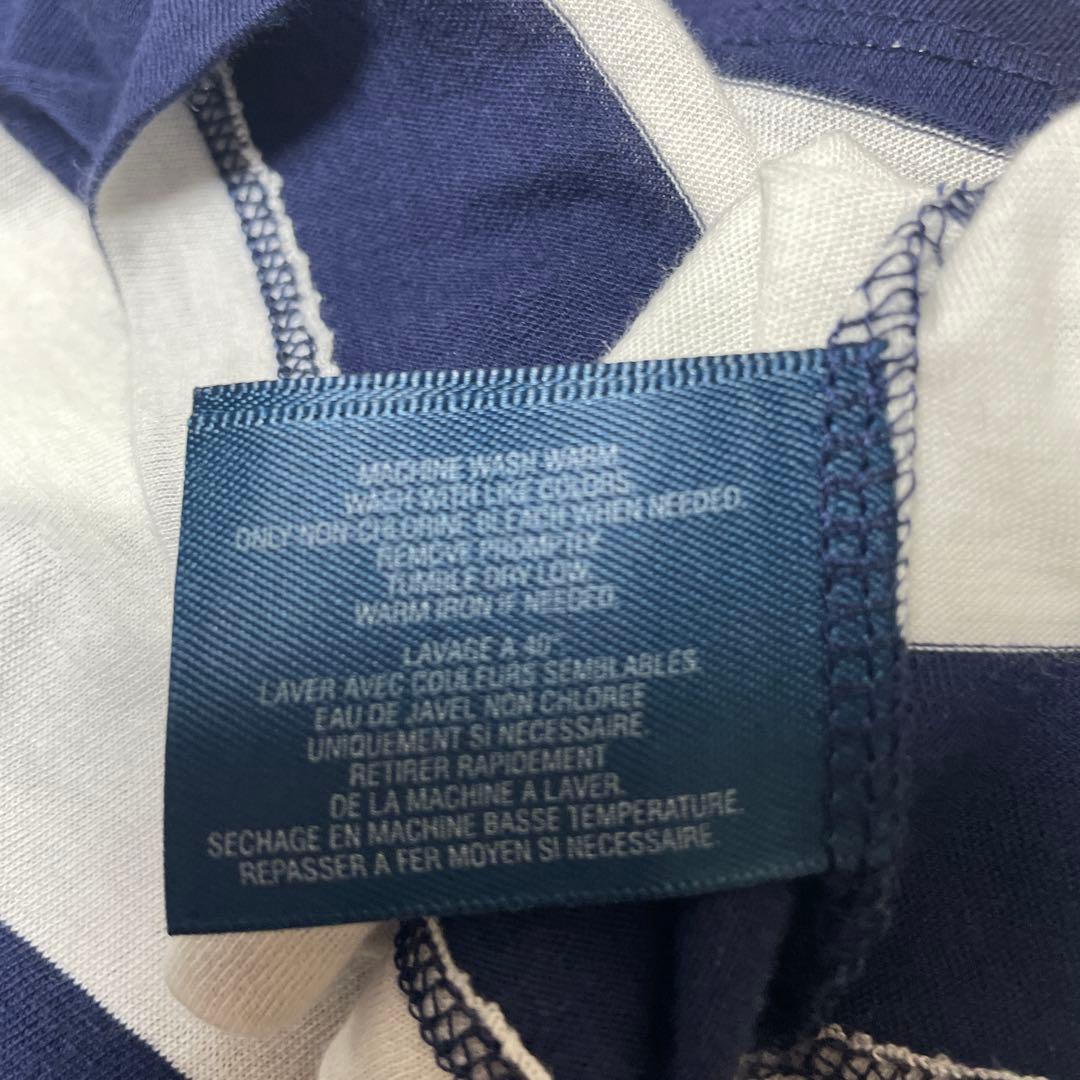 MACHINE WASH WARM
WASH WITH LIKE COLORS
ONLY NON-CHLORINE BLEACH WHEN NEEDED.
REMOVE PROMPTLY
TUMBLE DRY LOW.
WARM IRON IF NEEDED.
LAVAGE A 40°
LAVER AVEC COULEURS SEMBLABLES.
EAU DE JAVEL NON CHLOREE
UNIQUEMENT SI NECESSAIRE.
RETIRER RAPIDEMENT
DE LA MACHINE A LAVER.
SECHAGE EN MACHINE BASSE TEMPERATURE.
REPASSER A FER MOYEN SI NECESSAIRE.